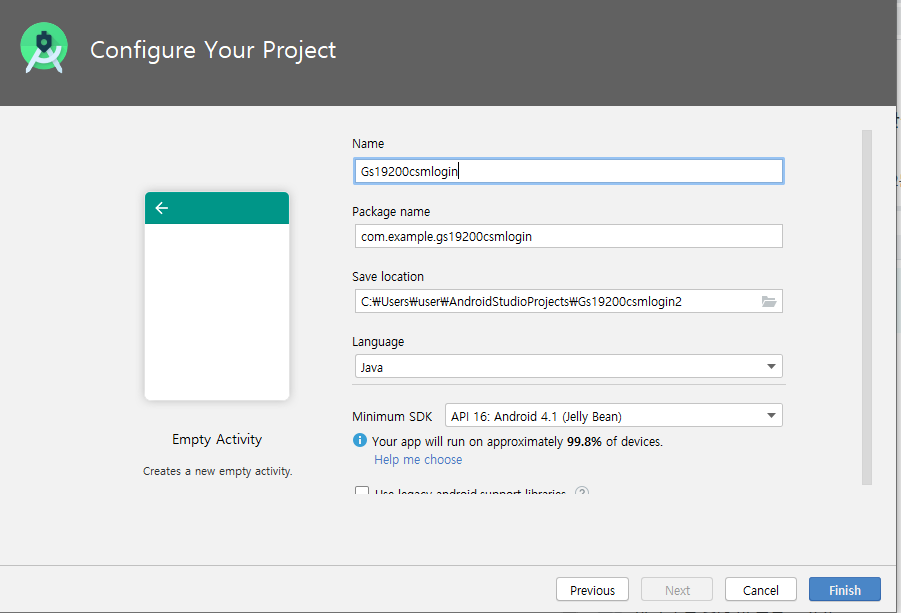 Configure Your Project
Name
Gs19200csmlogin
Package name
com.example.gs19200csmlogin
Save location
C:₩Users₩user₩AndroidStudioProjects₩Gs19200csmlogin2
Language
Java
Minimum SDK API 16: Android 4.1 (Jelly Bean)
Your app will run on approximately 99.8% of devices.
Help me choose
Use legacy android.support libraries
Empty Activity
Creates a new empty activity.
Previous Next Cancel Finish